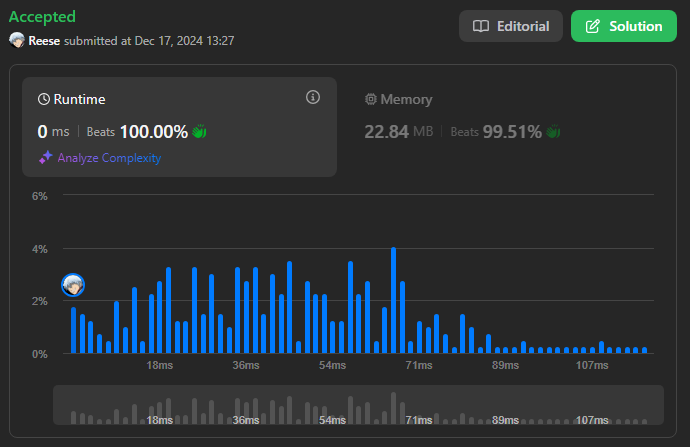 Accepted
Reese submitted at Dec 17, 2024 13:27
Editorial
Solution
Runtime
0 ms | Beats 100.00%
Analyze Complexity
Memory
22.84 MB | Beats 99.51%
6%
4%
2%
0%
18ms 36ms 54ms 71ms 89ms 107ms
18ms 36ms 54ms 71ms 89ms 107ms